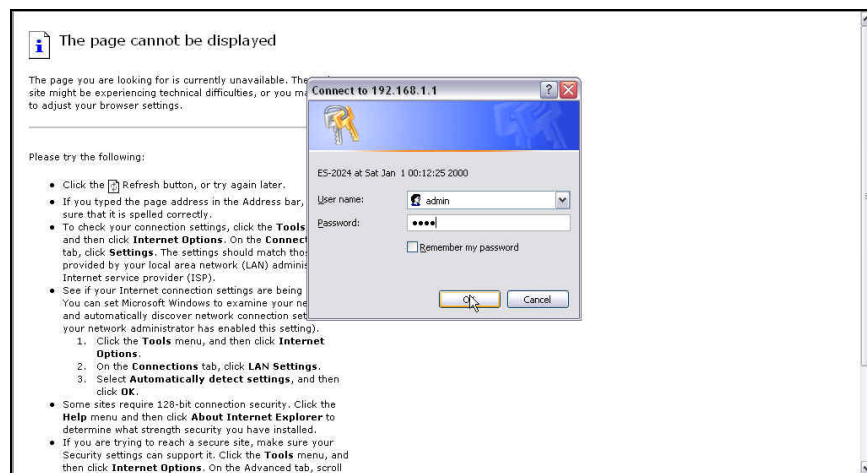 The page cannot be displayed
The page you are looking for is currently unavailable. The
site might be experiencing technical difficulties, or you
to adjust your browser settings.
Please try the following:
Click the Refresh button, or try again later.
If you typed the page address in the Address bar,
sure that it is spelled correctly.
To check your connection settings, click the Tools
and then click Internet Options. On the
tab, click Settings. The settings should match
provided by your local area network (LAN)
Internet service provider (ISP).
See if your Internet connection settings are being
You can set Microsoft Windows to examine your
and automatically discover network connection
your network administrator has enabled this setting).
1. Click the Tools menu, and then click Internet
Options.
2. On the Connections tab, click LAN Settings.
3. Select Automatically detect settings, and then
click OK.
Some sites require 128-bit connection security. Click the
Help menu and then click About Internet Explorer to
determine what strength security you have installed.
If you are trying to reach a secure site, make sure your
Security settings can support it. Click the Tools menu, and
then click Internet Options. On the Advanced tab, scroll
Connect to 192.168.1.1
ES-2024 at Sat Jan 1 00:12:25 2000
User name:
admin
Password:
••••
Remember my password
OK
Cancel